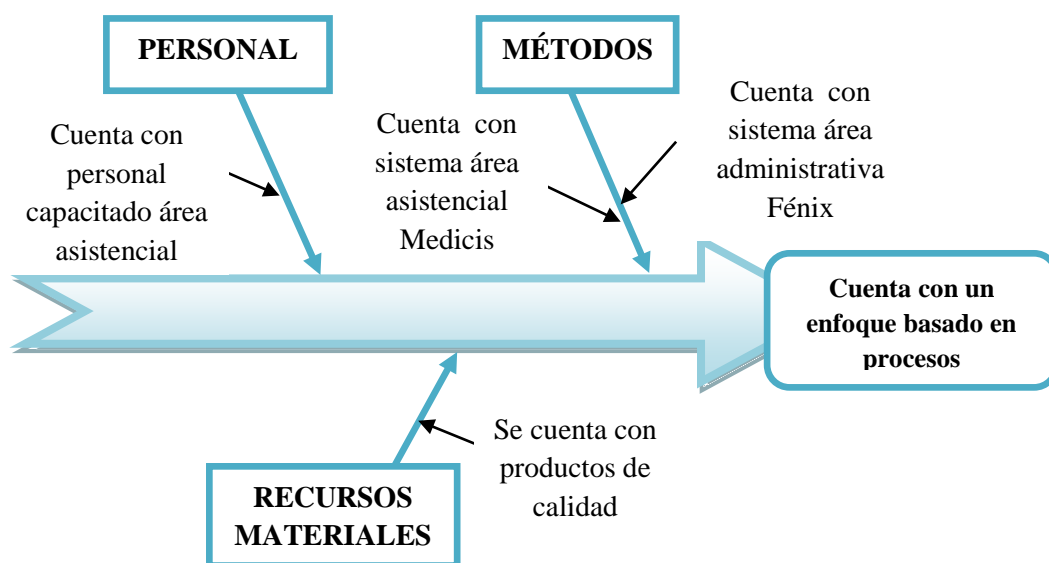 PERSONAL
MÉTODOS
Cuenta con
personal
capacitado área
asistencial
Cuenta con
sistema área
asistencial
Medicis
Cuenta con
sistema área
administrativa
Fénix
Cuenta con un
enfoque basado en
procesos
Se cuenta con
productos de
calidad
RECURSOS
MATERIALES